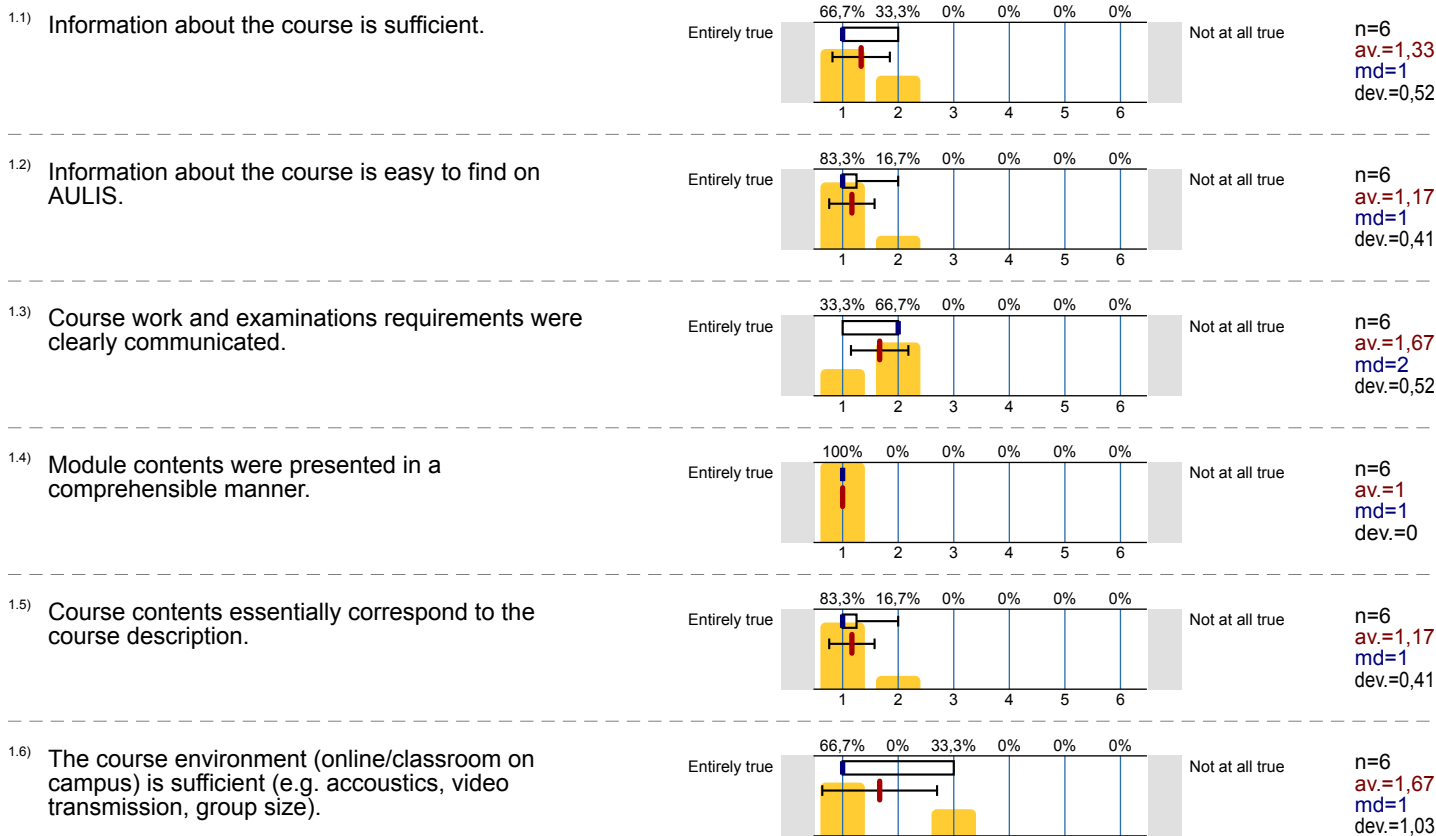 1.1) Information about the course is sufficient.
66,7% 33,3% 0% 0% 0% 0%
Entirely true
Not at all true
1 2 3 4 5 6
n=6
av.=1,33
md=1
dev.=0,52
1.2) Information about the course is easy to find on
AULIS.
83,3% 16,7% 0% 0% 0% 0%
Entirely true
Not at all true
1 2 3 4 5 6
n=6
av.=1,17
md=1
dev.=0,41
1.3) Course work and examinations requirements were
clearly communicated.
33,3% 66,7% 0% 0% 0% 0%
Entirely true
Not at all true
1 2 3 4 5 6
n=6
av.=1,67
md=2
dev.=0,52
1.4) Module contents were presented in a
comprehensible manner.
100% 0% 0% 0% 0% 0%
Entirely true
Not at all true
1 2 3 4 5 6
n=6
av.=1
md=1
dev.=0
1.5) Course contents essentially correspond to the
course description.
83,3% 16,7% 0% 0% 0% 0%
Entirely true
Not at all true
1 2 3 4 5 6
n=6
av.=1,17
md=1
dev.=0,41
1.6) The course environment (online/classroom on
campus) is sufficient (e.g. accoustics, video
transmission, group size).
66,7% 0% 33,3% 0% 0% 0%
Entirely true
Not at all true
n=6
av.=1,67
md=1
dev.=1,03